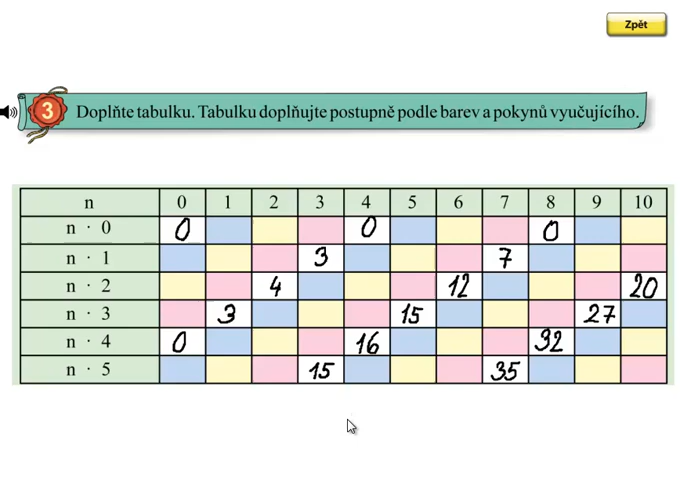 Zpět
3 Doplňte tabulku. Tabulku doplňujte postupně podle barev a pokynů vyučujícího.
n 0 1 2 3 4 5 6 7 8 9 10
n · 0 0 0 0
n · 1 3 7
n · 2 4 12 20
n · 3 3 15 27
n · 4 0 16 32
n · 5 15 35